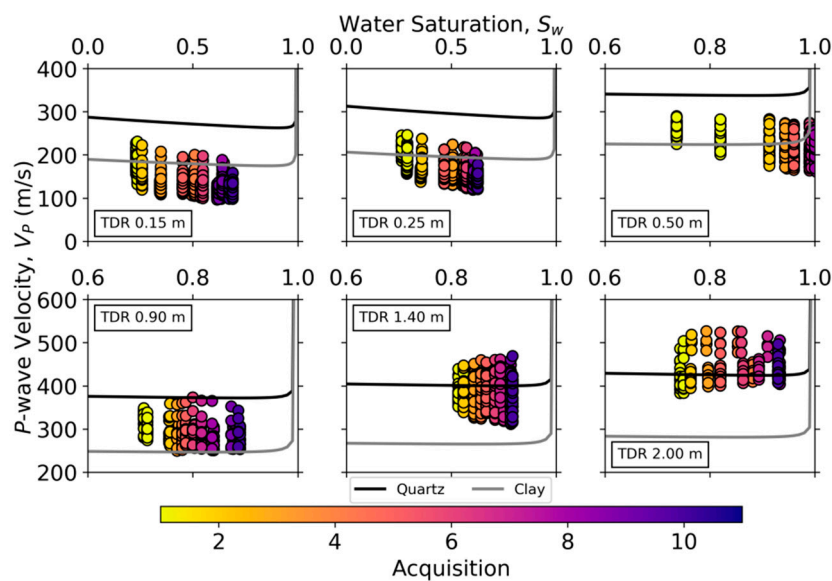 Water Saturation, S_w
0.0 0.5 1.0 0.0 0.5 1.0 0.6 0.8 1.0
400
300
200
100
0
TDR 0.15 m TDR 0.25 m TDR 0.50 m
P-wave Velocity, V_P (m/s)
0.6 0.8 1.0 0.6 0.8 1.0 0.6 0.8 1.0
600
500
400
300
200
TDR 0.90 m TDR 1.40 m TDR 2.00 m
Quartz Clay
2 4 6 8 10
Acquisition